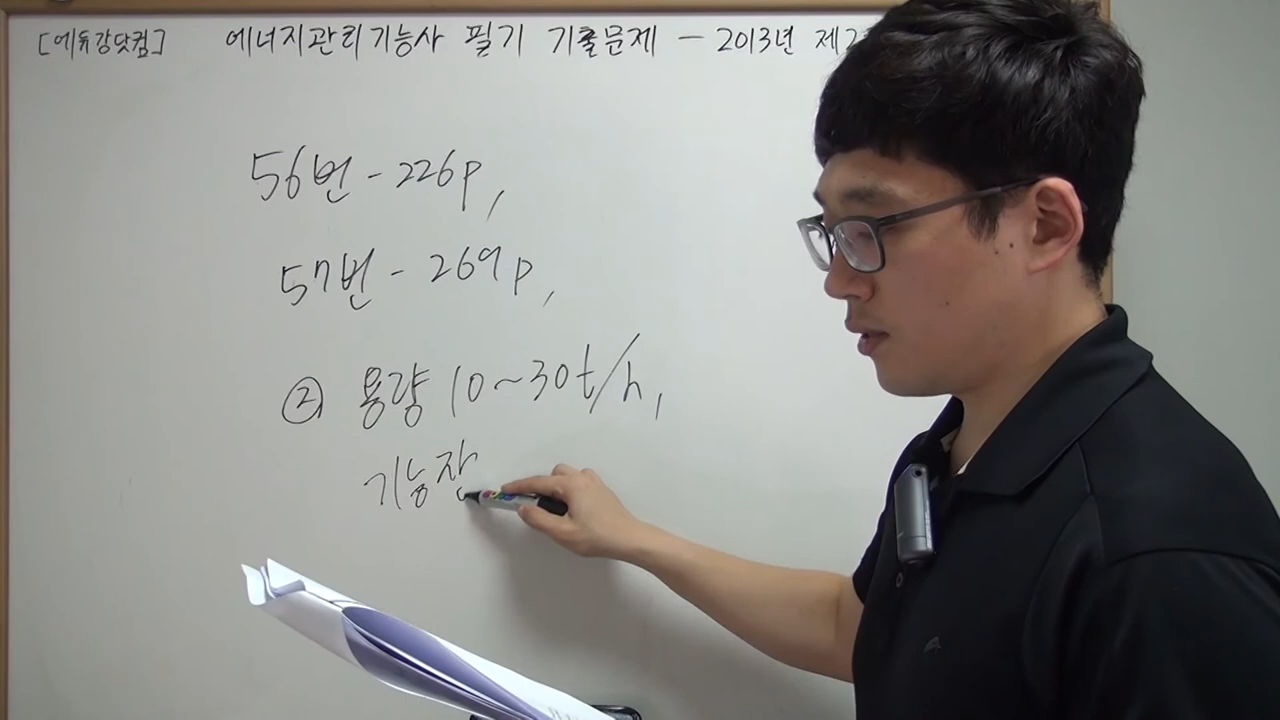 [에듀강닷컴] 에너지관리기능사 필기 기출문제 - 2013년 제2
56번 - 226p,
57번 - 269p,
② 용량 10~30t/h,
기능장